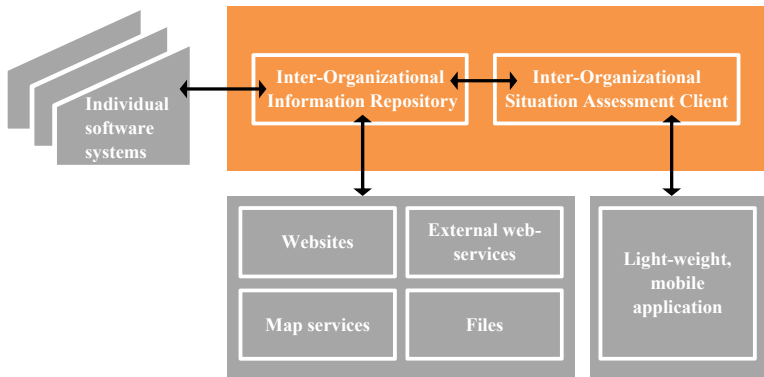 Individual
software
systems
Inter-Organizational
Information Repository
Inter-Organizational
Situation Assessment Client
Websites
External web-
services
Map services
Files
Light-weight,
mobile
application